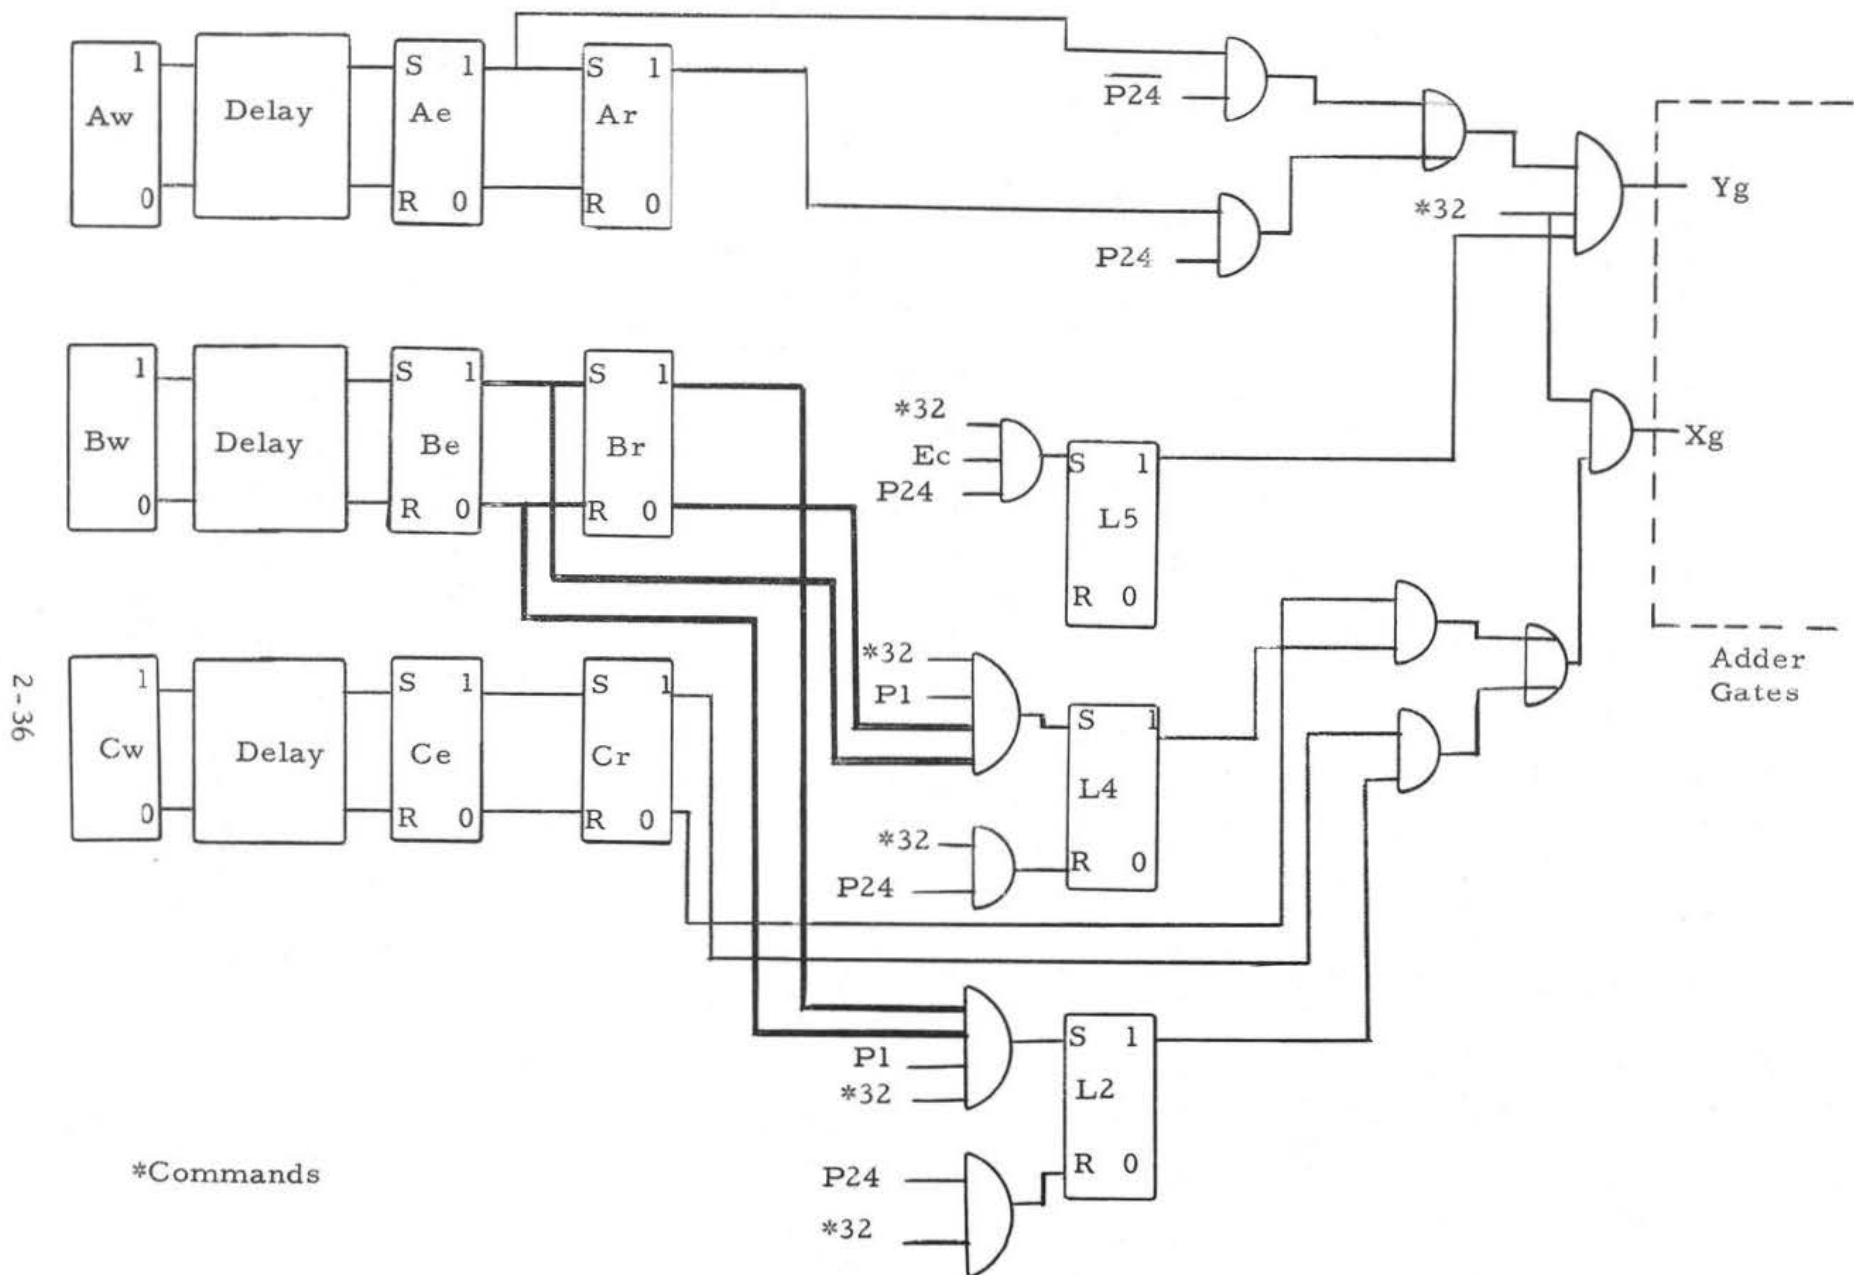 1
Aw
0
Delay
S 1
Ae
R 0
S 1
Ar
R 0
P24
P24
*32
Yg
1
Bw
0
Delay
S 1
Be
R 0
S 1
Br
R 0
*32
Ec
P24
S 1
L5
R 0
Xg
Adder
Gates
1
Cw
0
Delay
S 1
Ce
R 0
S 1
Cr
R 0
*32
P1
S 1
L4
R 0
*32
P24
P1
*32
S 1
L2
R 0
P24
*32
*Commands
2-36